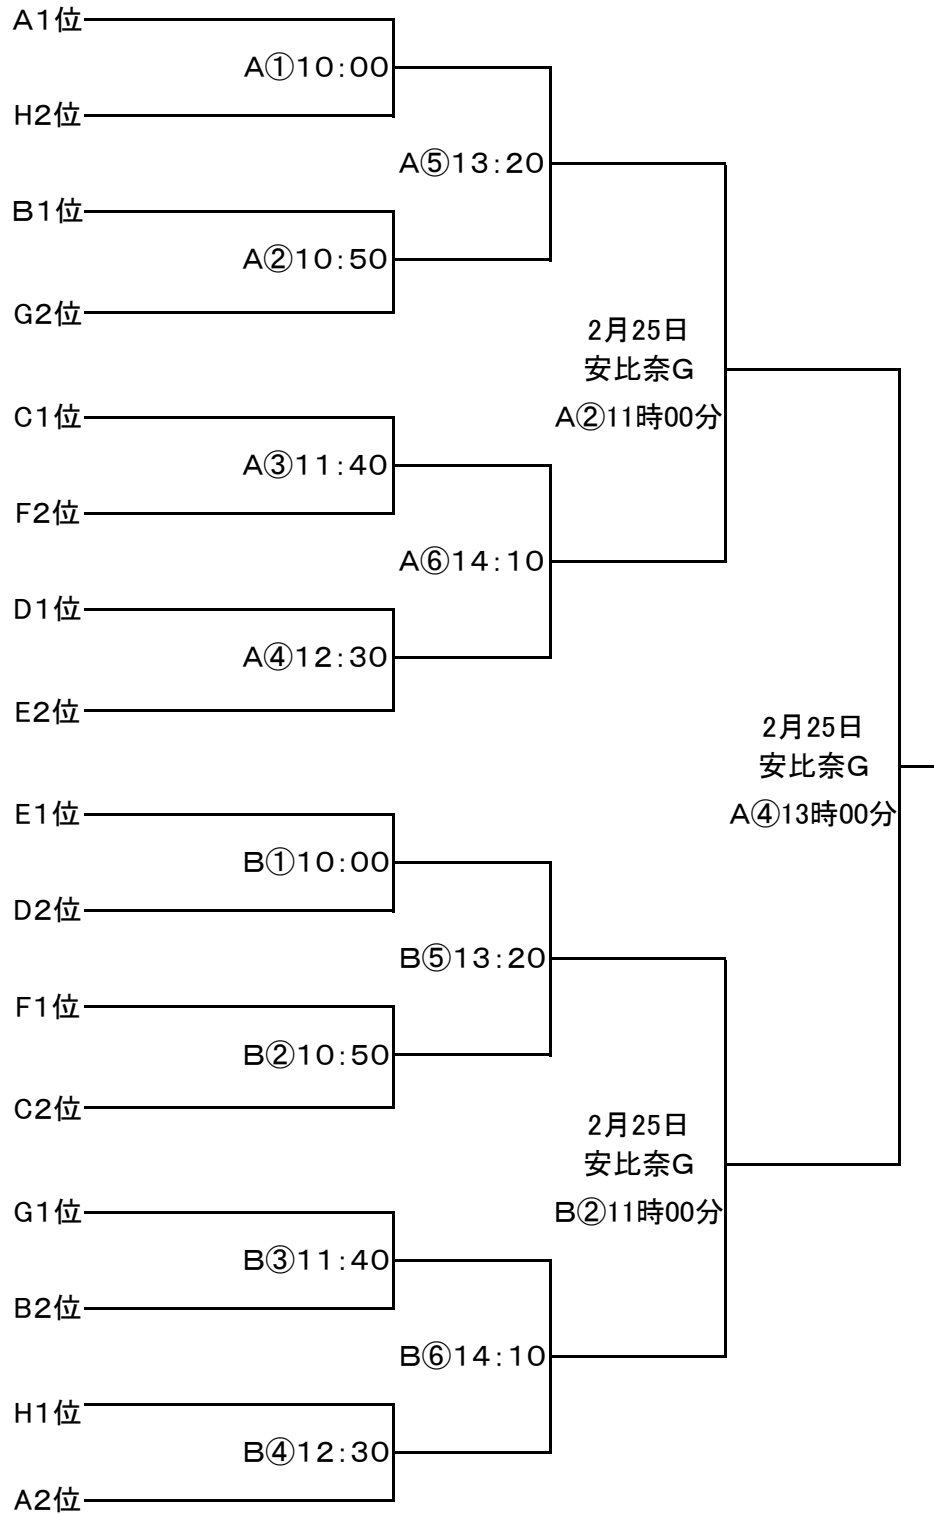 A1位
A①10:00
H2位
A⑤13:20
B1位
A②10:50
G2位
2月25日
安比奈G
A②11時00分
C1位
A③11:40
F2位
A⑥14:10
D1位
A④12:30
E2位
2月25日
安比奈G
A④13時00分
E1位
B①10:00
D2位
B⑤13:20
F1位
B②10:50
C2位
2月25日
安比奈G
B②11時00分
G1位
B③11:40
B2位
B⑥14:10
H1位
B④12:30
A2位